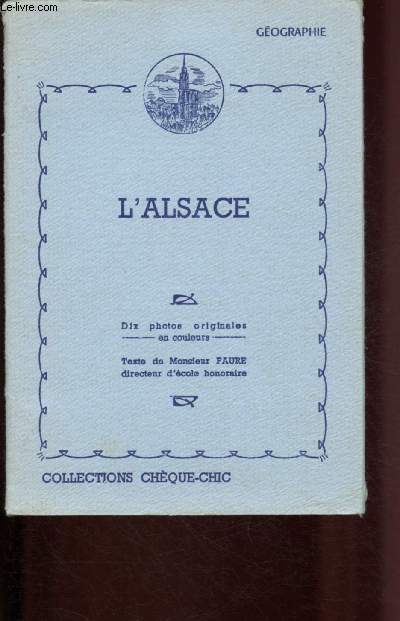 Le-livre.com
GÉOGRAPHIE
L'ALSACE
Dix photos originales
en couleurs
Texte de Monsieur FAURE
directeur d'école honoraire
COLLECTIONS CHÈQUE-CHIC